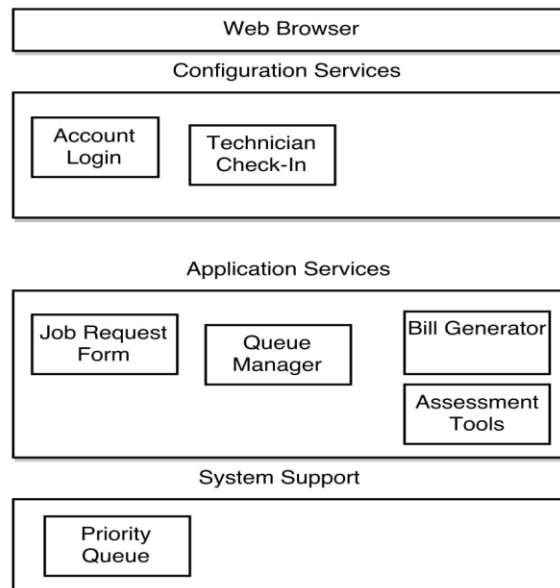 Web Browser
Configuration Services
Account
Login
Technician
Check-In
Application Services
Job Request
Form
Queue
Manager
Bill Generator
Assessment
Tools
System Support
Priority
Queue